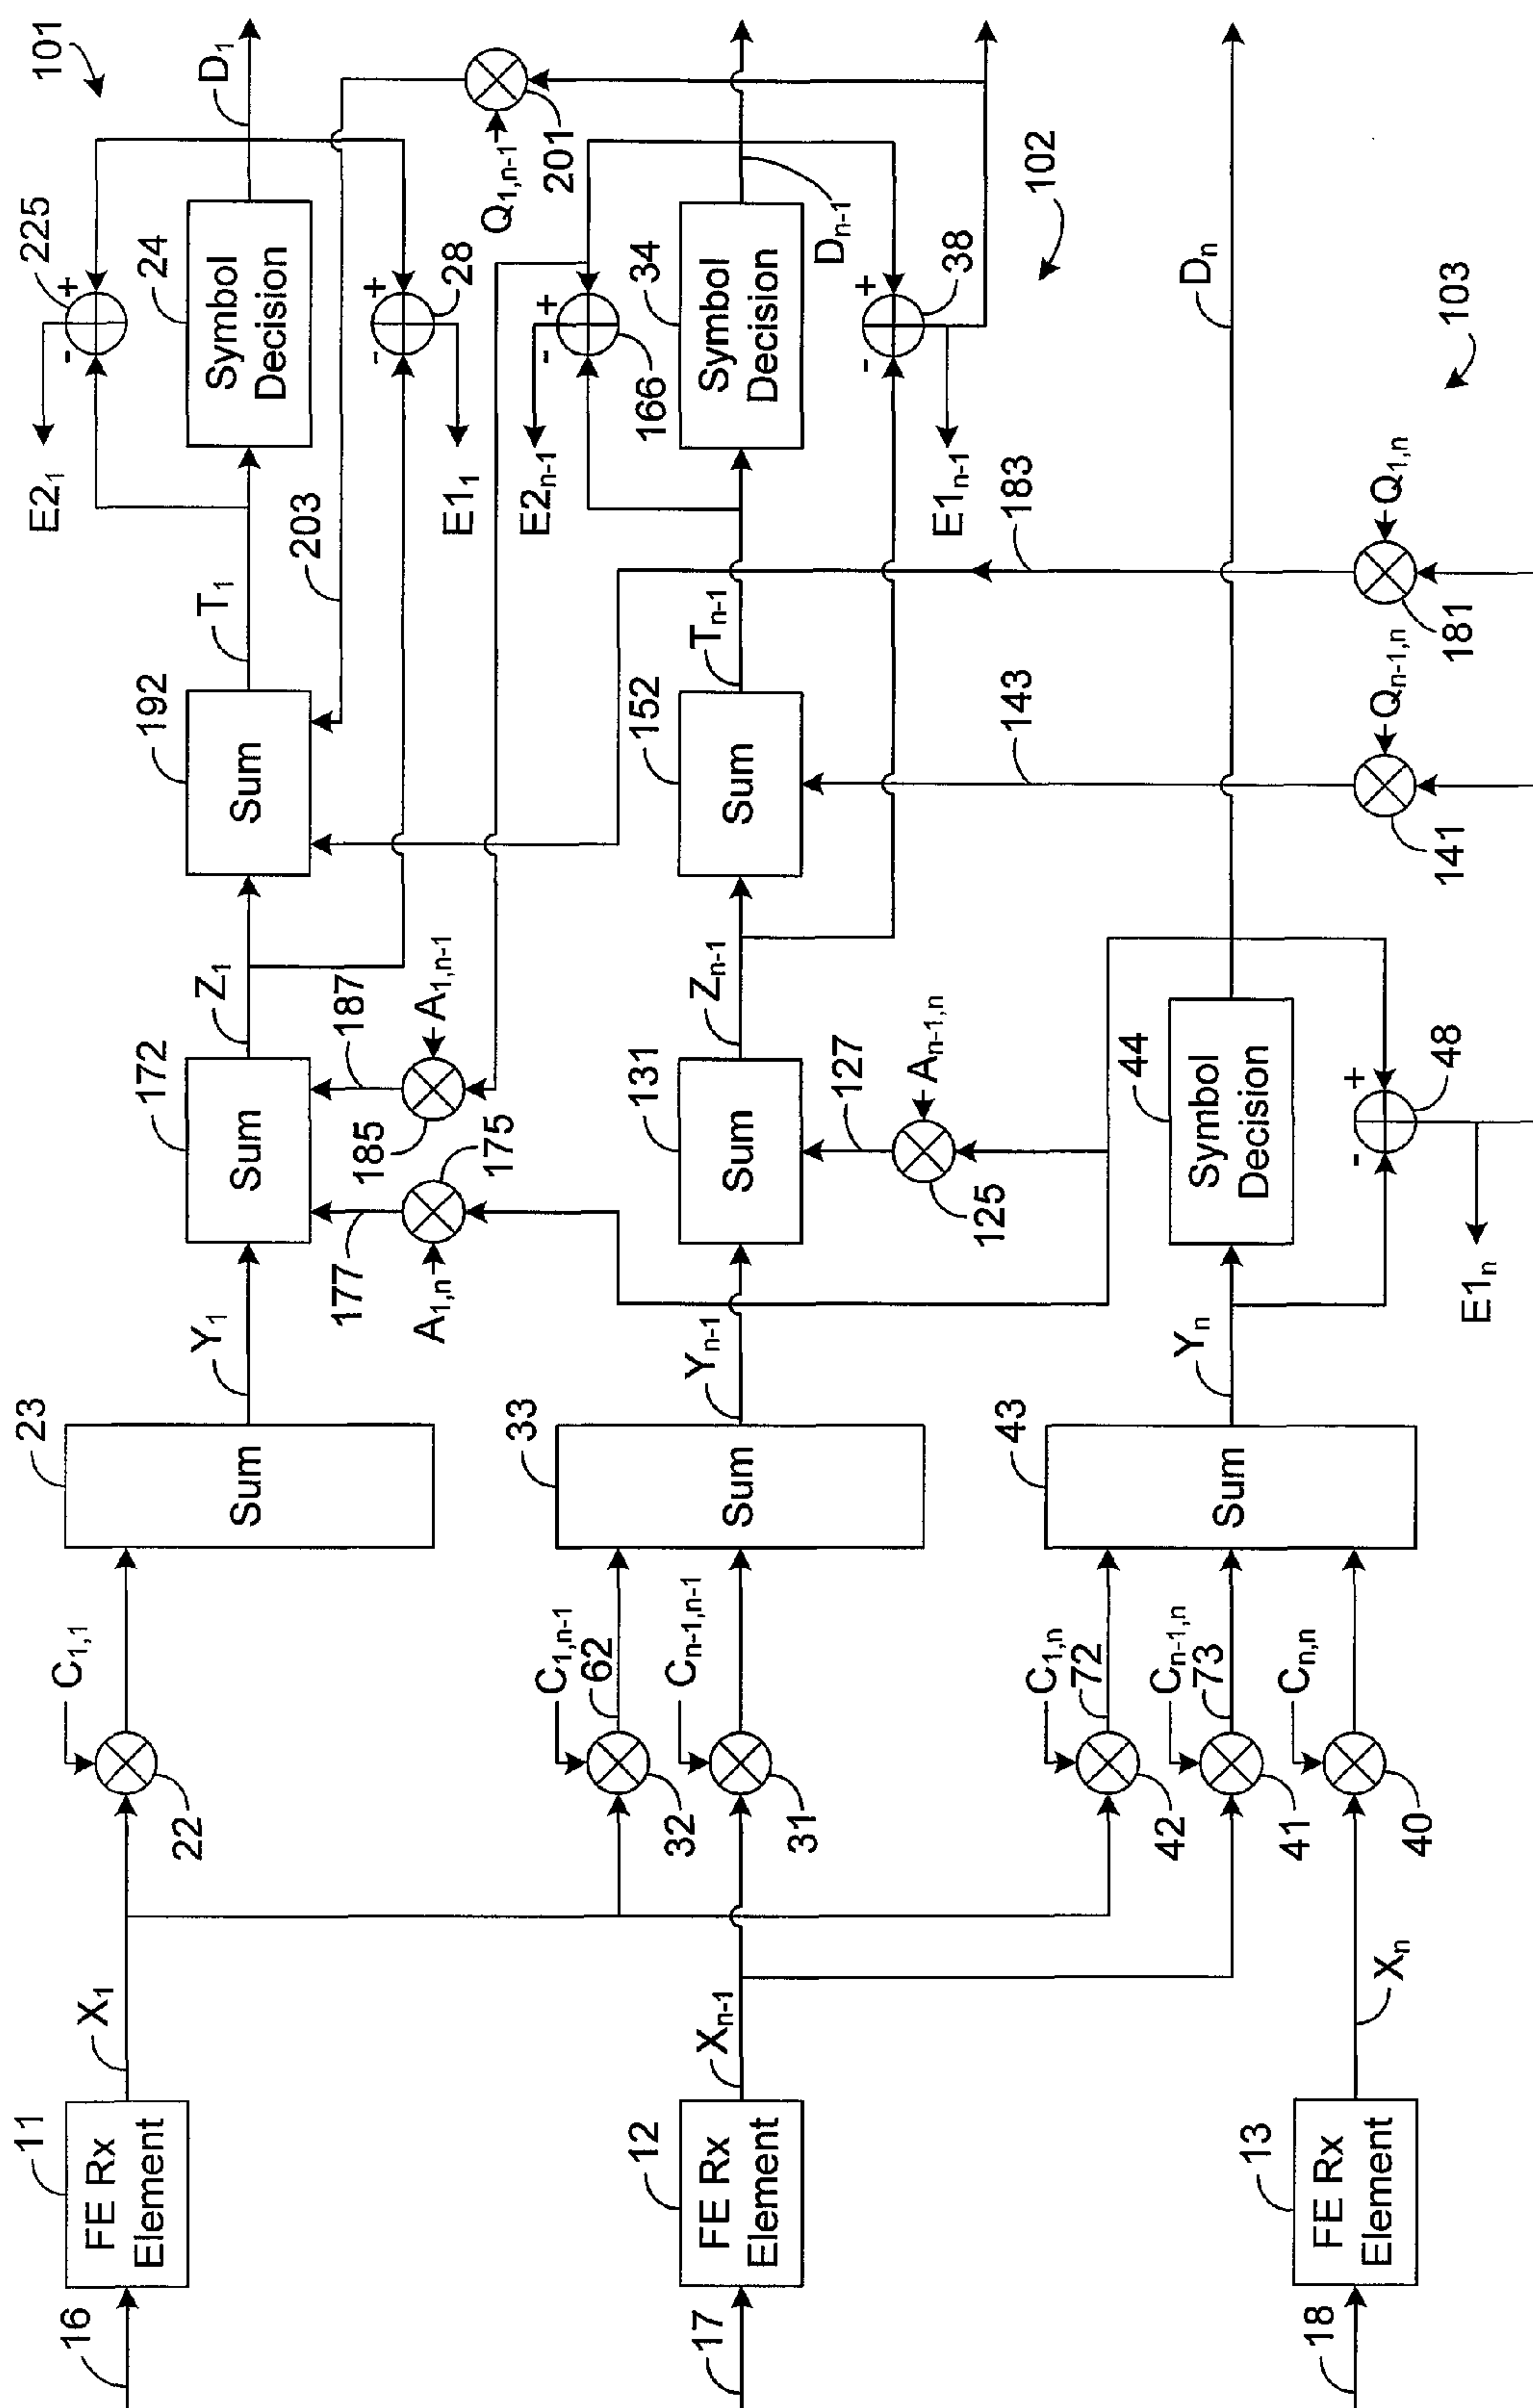 101
D₁
225
+
-
E2₁
24
Symbol
Decision
+
-
28
E1₁
203
T₁
192
Sum
Z₁
172
Sum
187
A₁,ₙ₋₁
185
175
177
A₁,ₙ
Y₁
23
Sum
C₁,₁
22
X₁
11
FE Rx
Element
16
Q₁,ₙ₋₁
201
102
+
-
166
E2ₙ₋₁
34
Symbol
Decision
Dₙ₋₁
+
-
38
E1ₙ₋₁
183
Tₙ₋₁
152
Sum
143
Zₙ₋₁
131
Sum
127
Aₙ₋₁,ₙ
125
Yₙ₋₁
33
Sum
C₁,ₙ₋₁
62
32
Cₙ₋₁,ₙ₋₁
31
Xₙ₋₁
12
FE Rx
Element
17
Dₙ
103
Q₁,ₙ
181
Qₙ₋₁,ₙ
141
44
Symbol
Decision
+
-
48
E1ₙ
Yₙ
43
Sum
C₁,ₙ
72
42
Cₙ₋₁,ₙ
73
41
Cₙ,ₙ
40
Xₙ
13
FE Rx
Element
18